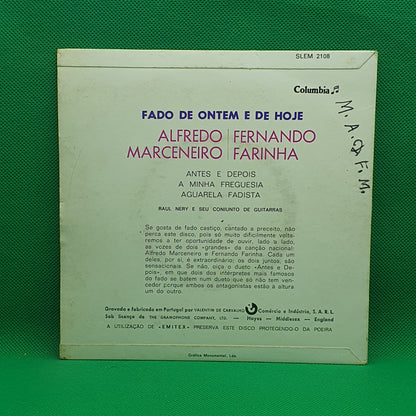 SLEM 2108
Columbia
FADO DE ONTEM E DE HOJE
ALFREDO
MARCENEIRO
FERNANDO
FARINHA
M. A. Q. F. M.
ANTES E DEPOIS
A MINHA FREGUESIA
AGUARELA FADISTA
RAUL NERY E SEU CONJUNTO DE GUITARRAS
Se gosta de fado castiço, cantado a preceito, não
perca este disco, pois só muito dificilmente volte-
remos a ter oportunidade de ouvir, lado a lado,
as vozes de dois «grandes» da canção nacional:
Alfredo Marceneiro e Fernando Farinha. Cada um
deles, por si, é extraordinário; os dois juntos, são
sensacionais. Se não, oiça o dueto «Antes e De-
pois», em que dois dos intérpretes mais famosos
do fado se batem num dueto que só não tem ven-
cedor porque ambos os antagonistas estão à altura
um do outro.
Gravado e fabricado em Portugal por VALENTIM DE CARVALHO Comércio e Indústria, S. A. R. L.
Sob licença de THE GRAMOPHONE COMPANY, LTD. — Hayes — Middlesex — England
A UTILIZAÇÃO DE «EMITEX» PRESERVA ESTE DISCO PROTEGENDO-O DA POEIRA
Gráfica Monumental, Lda.